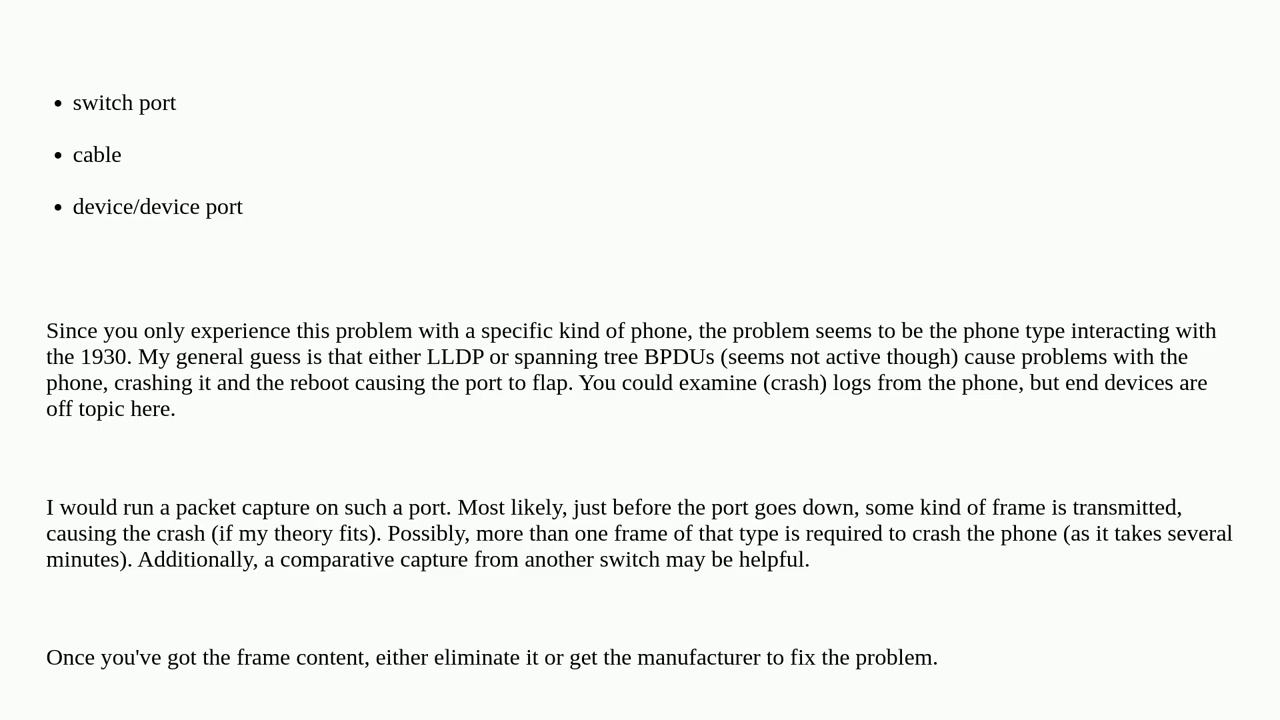 • switch port
• cable
• device/device port
Since you only experience this problem with a specific kind of phone, the problem seems to be the phone type interacting with
the 1930. My general guess is that either LLDP or spanning tree BPDUs (seems not active though) cause problems with the
phone, crashing it and the reboot causing the port to flap. You could examine (crash) logs from the phone, but end devices are
off topic here.
I would run a packet capture on such a port. Most likely, just before the port goes down, some kind of frame is transmitted,
causing the crash (if my theory fits). Possibly, more than one frame of that type is required to crash the phone (as it takes several
minutes). Additionally, a comparative capture from another switch may be helpful.
Once you've got the frame content, either eliminate it or get the manufacturer to fix the problem.